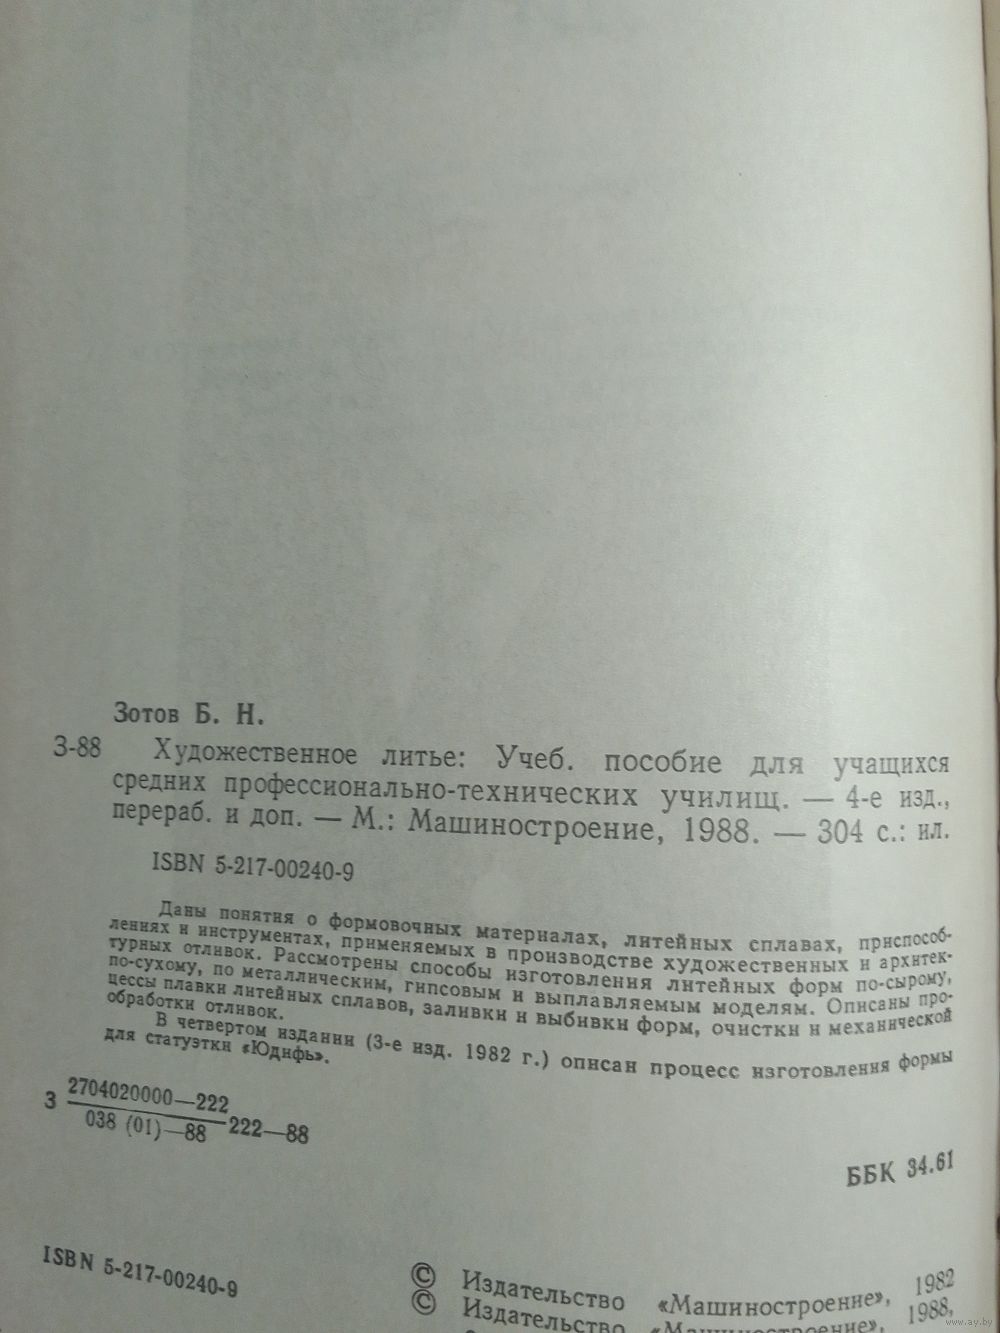 Зотов Б. Н.
З-88 Художественное литье: Учеб. пособие для учащихся
средних профессионально-технических училищ. — 4-е изд.,
перераб. и доп. — М.: Машиностроение, 1988. — 304 с.: ил.
ISBN 5-217-00240-9
Даны понятия о формовочных материалах, литейных сплавах, приспособ-
лениях и инструментах, применяемых в производстве художественных и архитек-
турных отливок. Рассмотрены способы изготовления литейных форм по-сырому,
по-сухому, по металлическим, гипсовым и выплавляемым моделям. Описаны про-
цессы плавки литейных сплавов, заливки и выбивки форм, очистки и механической
обработки отливок.
В четвертом издании (3-е изд. 1982 г.) описан процесс изготовления формы
для статуэтки «Юдифь».
З 2704020000—222
038 (01)—88 222—88
ББК 34.61
ISBN 5-217-00240-9
© Издательство «Машиностроение», 1982
© Издательство «Машиностроение», 1988,
www.ay.by